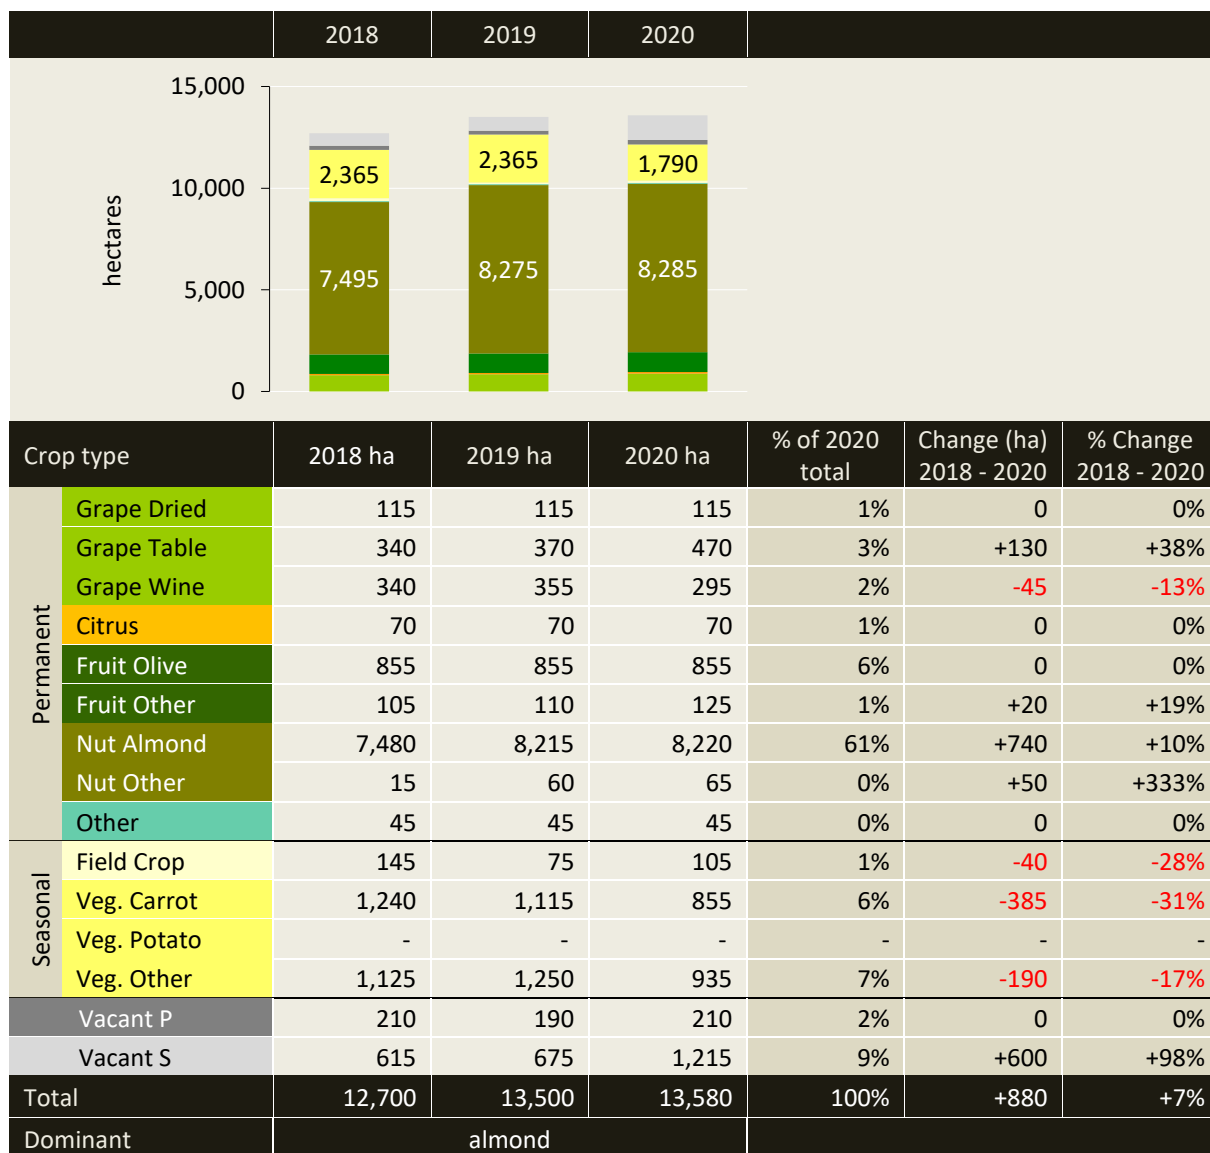 2018 2019 2020
15,000
10,000
5,000
0
hectares
2,365 2,365 1,790
7,495 8,275 8,285
Crop type 2018 ha 2019 ha 2020 ha % of 2020 total Change (ha) 2018 - 2020 % Change 2018 - 2020
Permanent
Grape Dried 115 115 115 1% 0 0%
Grape Table 340 370 470 3% +130 +38%
Grape Wine 340 355 295 2% -45 -13%
Citrus 70 70 70 1% 0 0%
Fruit Olive 855 855 855 6% 0 0%
Fruit Other 105 110 125 1% +20 +19%
Nut Almond 7,480 8,215 8,220 61% +740 +10%
Nut Other 15 60 65 0% +50 +333%
Other 45 45 45 0% 0 0%
Seasonal
Field Crop 145 75 105 1% -40 -28%
Veg. Carrot 1,240 1,115 855 6% -385 -31%
Veg. Potato - - - - - -
Veg. Other 1,125 1,250 935 7% -190 -17%
Vacant P 210 190 210 2% 0 0%
Vacant S 615 675 1,215 9% +600 +98%
Total 12,700 13,500 13,580 100% +880 +7%
Dominant almond